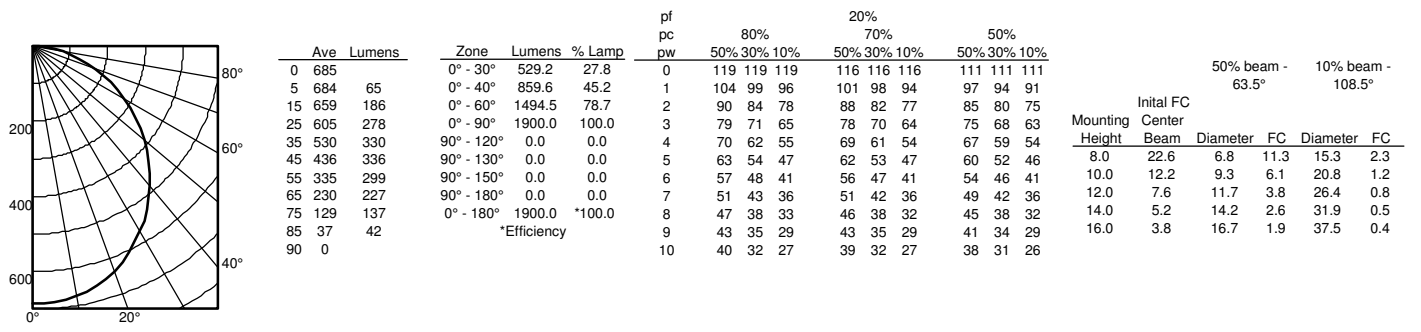 200
400
600
0°
20°
40°
60°
80°
Ave Lumens
0 685
5 684 65
15 659 186
25 605 278
35 530 330
45 436 336
55 335 299
65 230 227
75 129 137
85 37 42
90 0
Zone Lumens % Lamp
0° - 30° 529.2 27.8
0° - 40° 859.6 45.2
0° - 60° 1494.5 78.7
0° - 90° 1900.0 100.0
90° - 120° 0.0 0.0
90° - 130° 0.0 0.0
90° - 150° 0.0 0.0
90° - 180° 0.0 0.0
0° - 180° 1900.0 *100.0
*Efficiency
pf 20%
pc 80% 70% 50%
pw 50% 30% 10% 50% 30% 10% 50% 30% 10%
0 119 119 119 116 116 116 111 111 111
1 104 99 96 101 98 94 97 94 91
2 90 84 78 88 82 77 85 80 75
3 79 71 65 78 70 64 75 68 63
4 70 62 55 69 61 54 67 59 54
5 63 54 47 62 53 47 60 52 46
6 57 48 41 56 47 41 54 46 41
7 51 43 36 51 42 36 49 42 36
8 47 38 33 46 38 32 45 38 32
9 43 35 29 43 35 29 41 34 29
10 40 32 27 39 32 27 38 31 26
50% beam - 10% beam -
63.5° 108.5°
Inital FC
Mounting Center
Height Beam Diameter FC Diameter FC
8.0 22.6 6.8 11.3 15.3 2.3
10.0 12.2 9.3 6.1 20.8 1.2
12.0 7.6 11.7 3.8 26.4 0.8
14.0 5.2 14.2 2.6 31.9 0.5
16.0 3.8 16.7 1.9 37.5 0.4